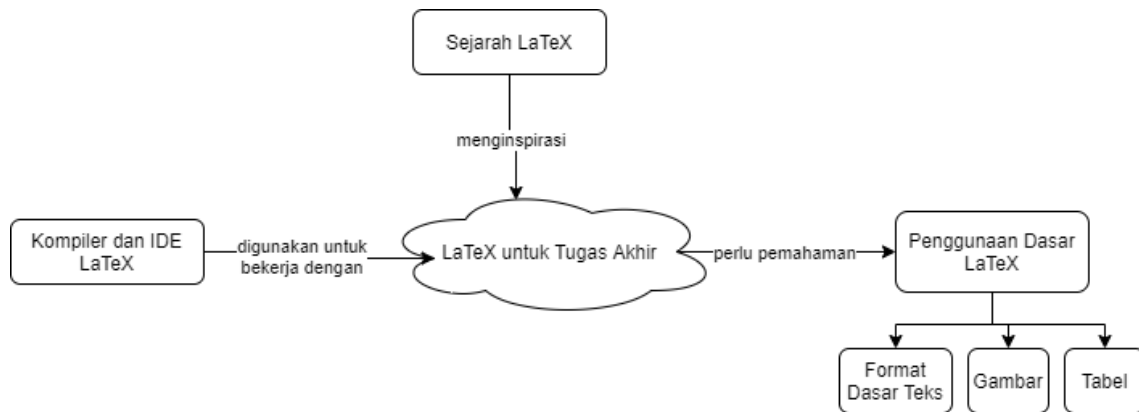 Sejarah LaTeX
menginspirasi
Kompiler dan IDE
LaTeX
digunakan untuk
bekerja dengan
LaTeX untuk Tugas Akhir
perlu pemahaman
Penggunaan Dasar
LaTeX
Format
Dasar Teks
Gambar
Tabel